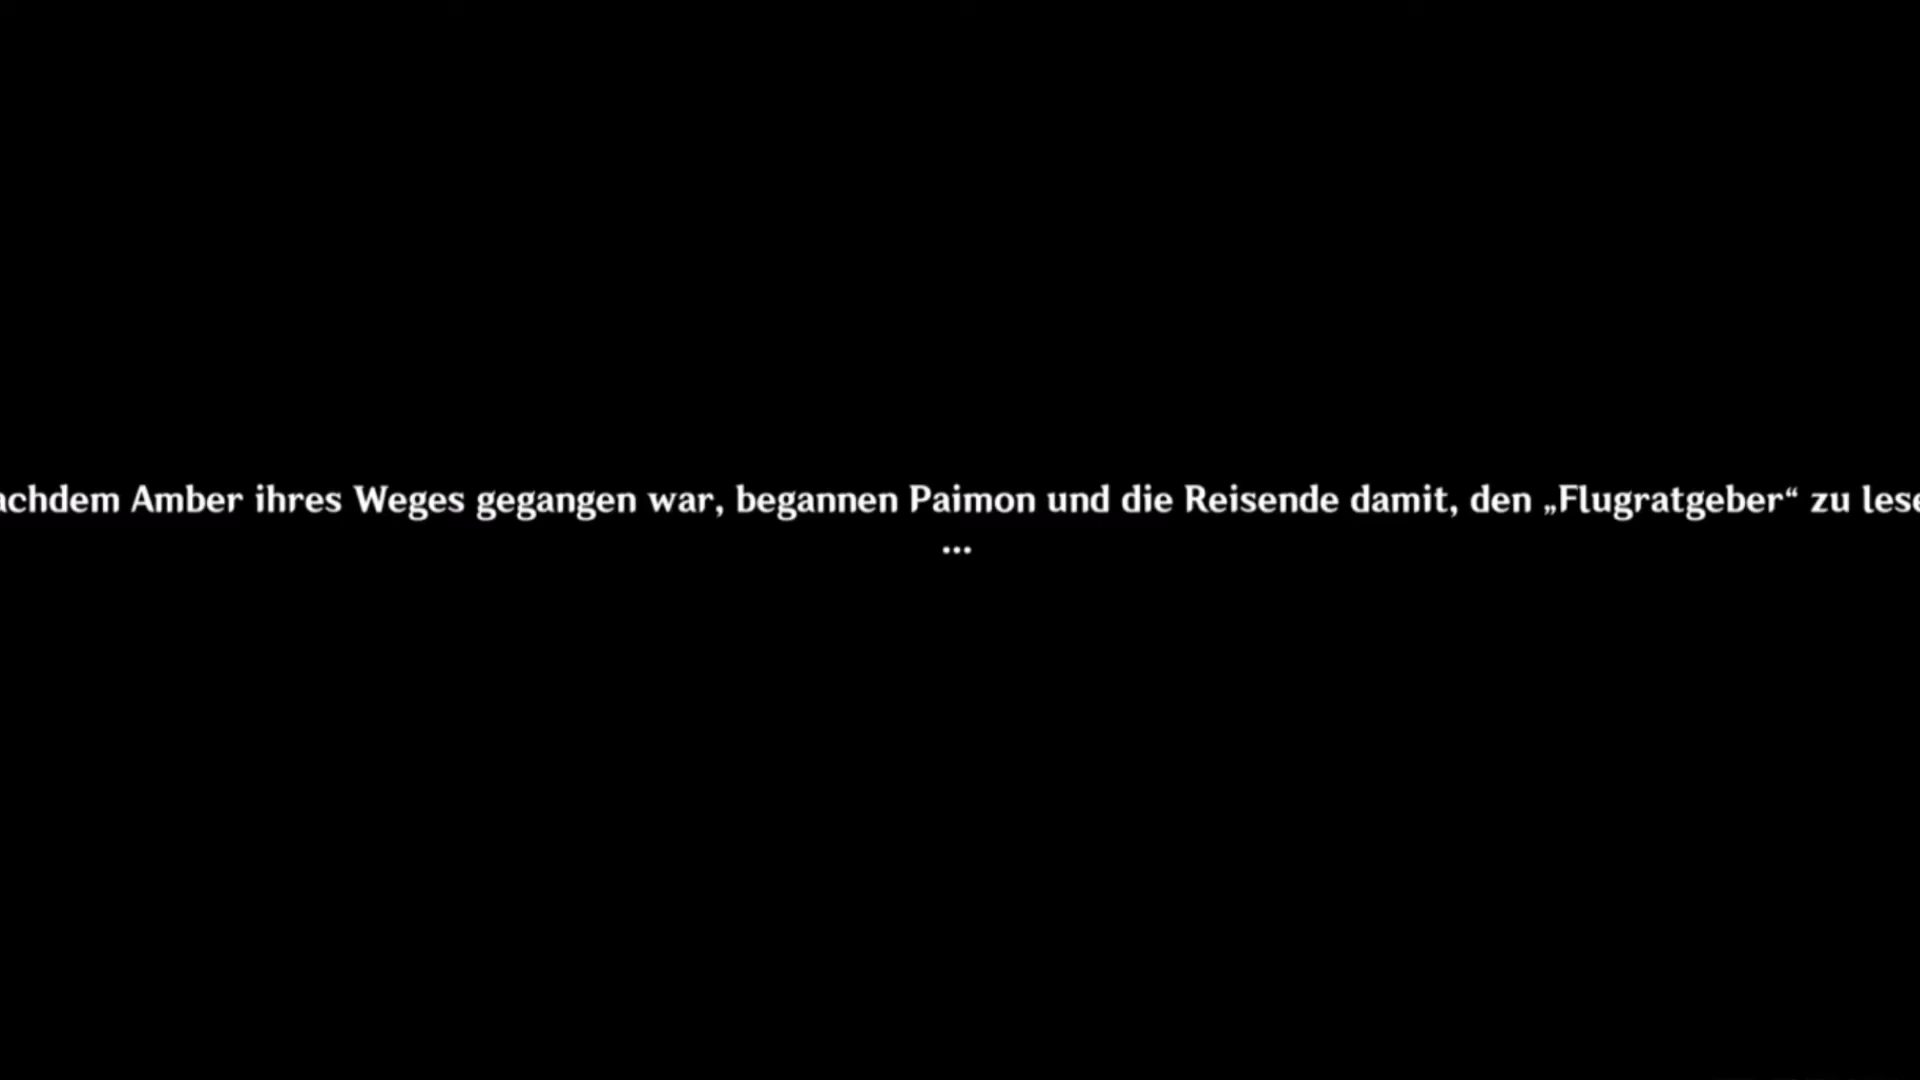 achdem Amber ihres Weges gegangen war, begannen Paimon und die Reisende damit, den „Flugratgeber“ zu lese
...